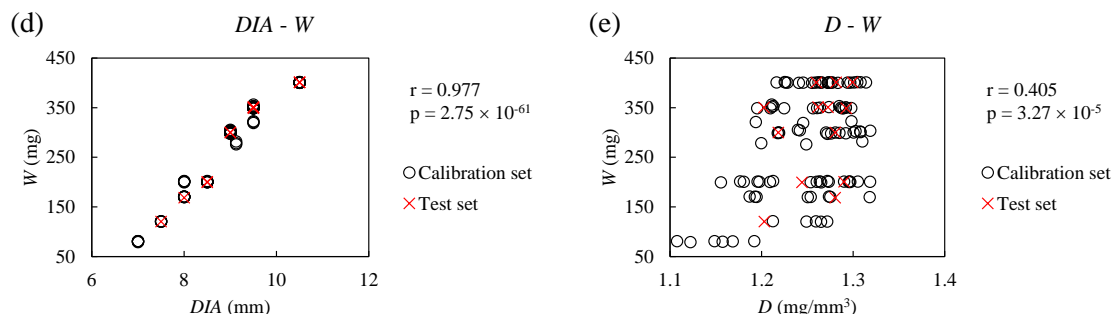 (d)
DIA - W
450
350
250
150
50
W (mg)
6
8
10
12
DIA (mm)
r = 0.977
p = 2.75 × 10⁻⁶¹
Calibration set
Test set
(e)
D - W
450
350
250
150
50
W (mg)
1.1
1.2
1.3
1.4
D (mg/mm³)
r = 0.405
p = 3.27 × 10⁻⁵
Calibration set
Test set